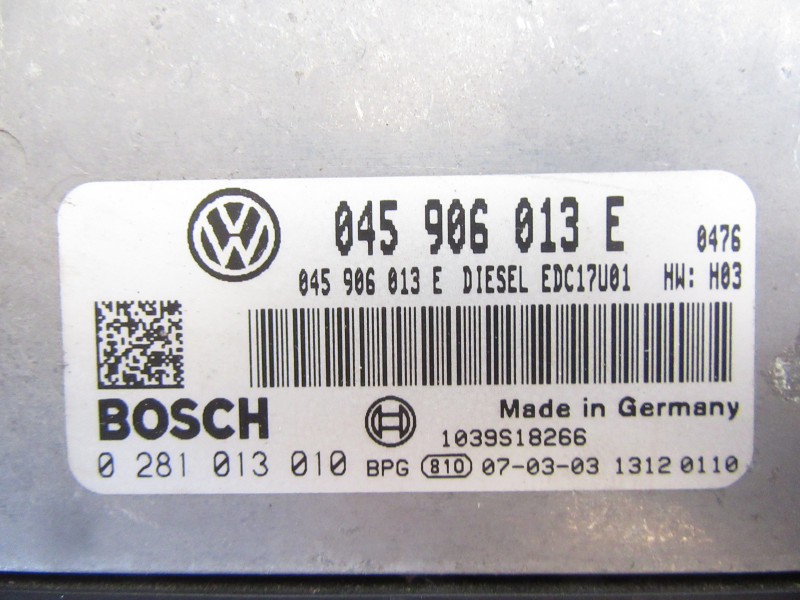 045 906 013 E 0476
045 906 013 E DIESEL EDC17U01 HW: H03
BOSCH Made in Germany
1039S18266
0 281 013 010 BPG 810 07-03-03 1312 0110